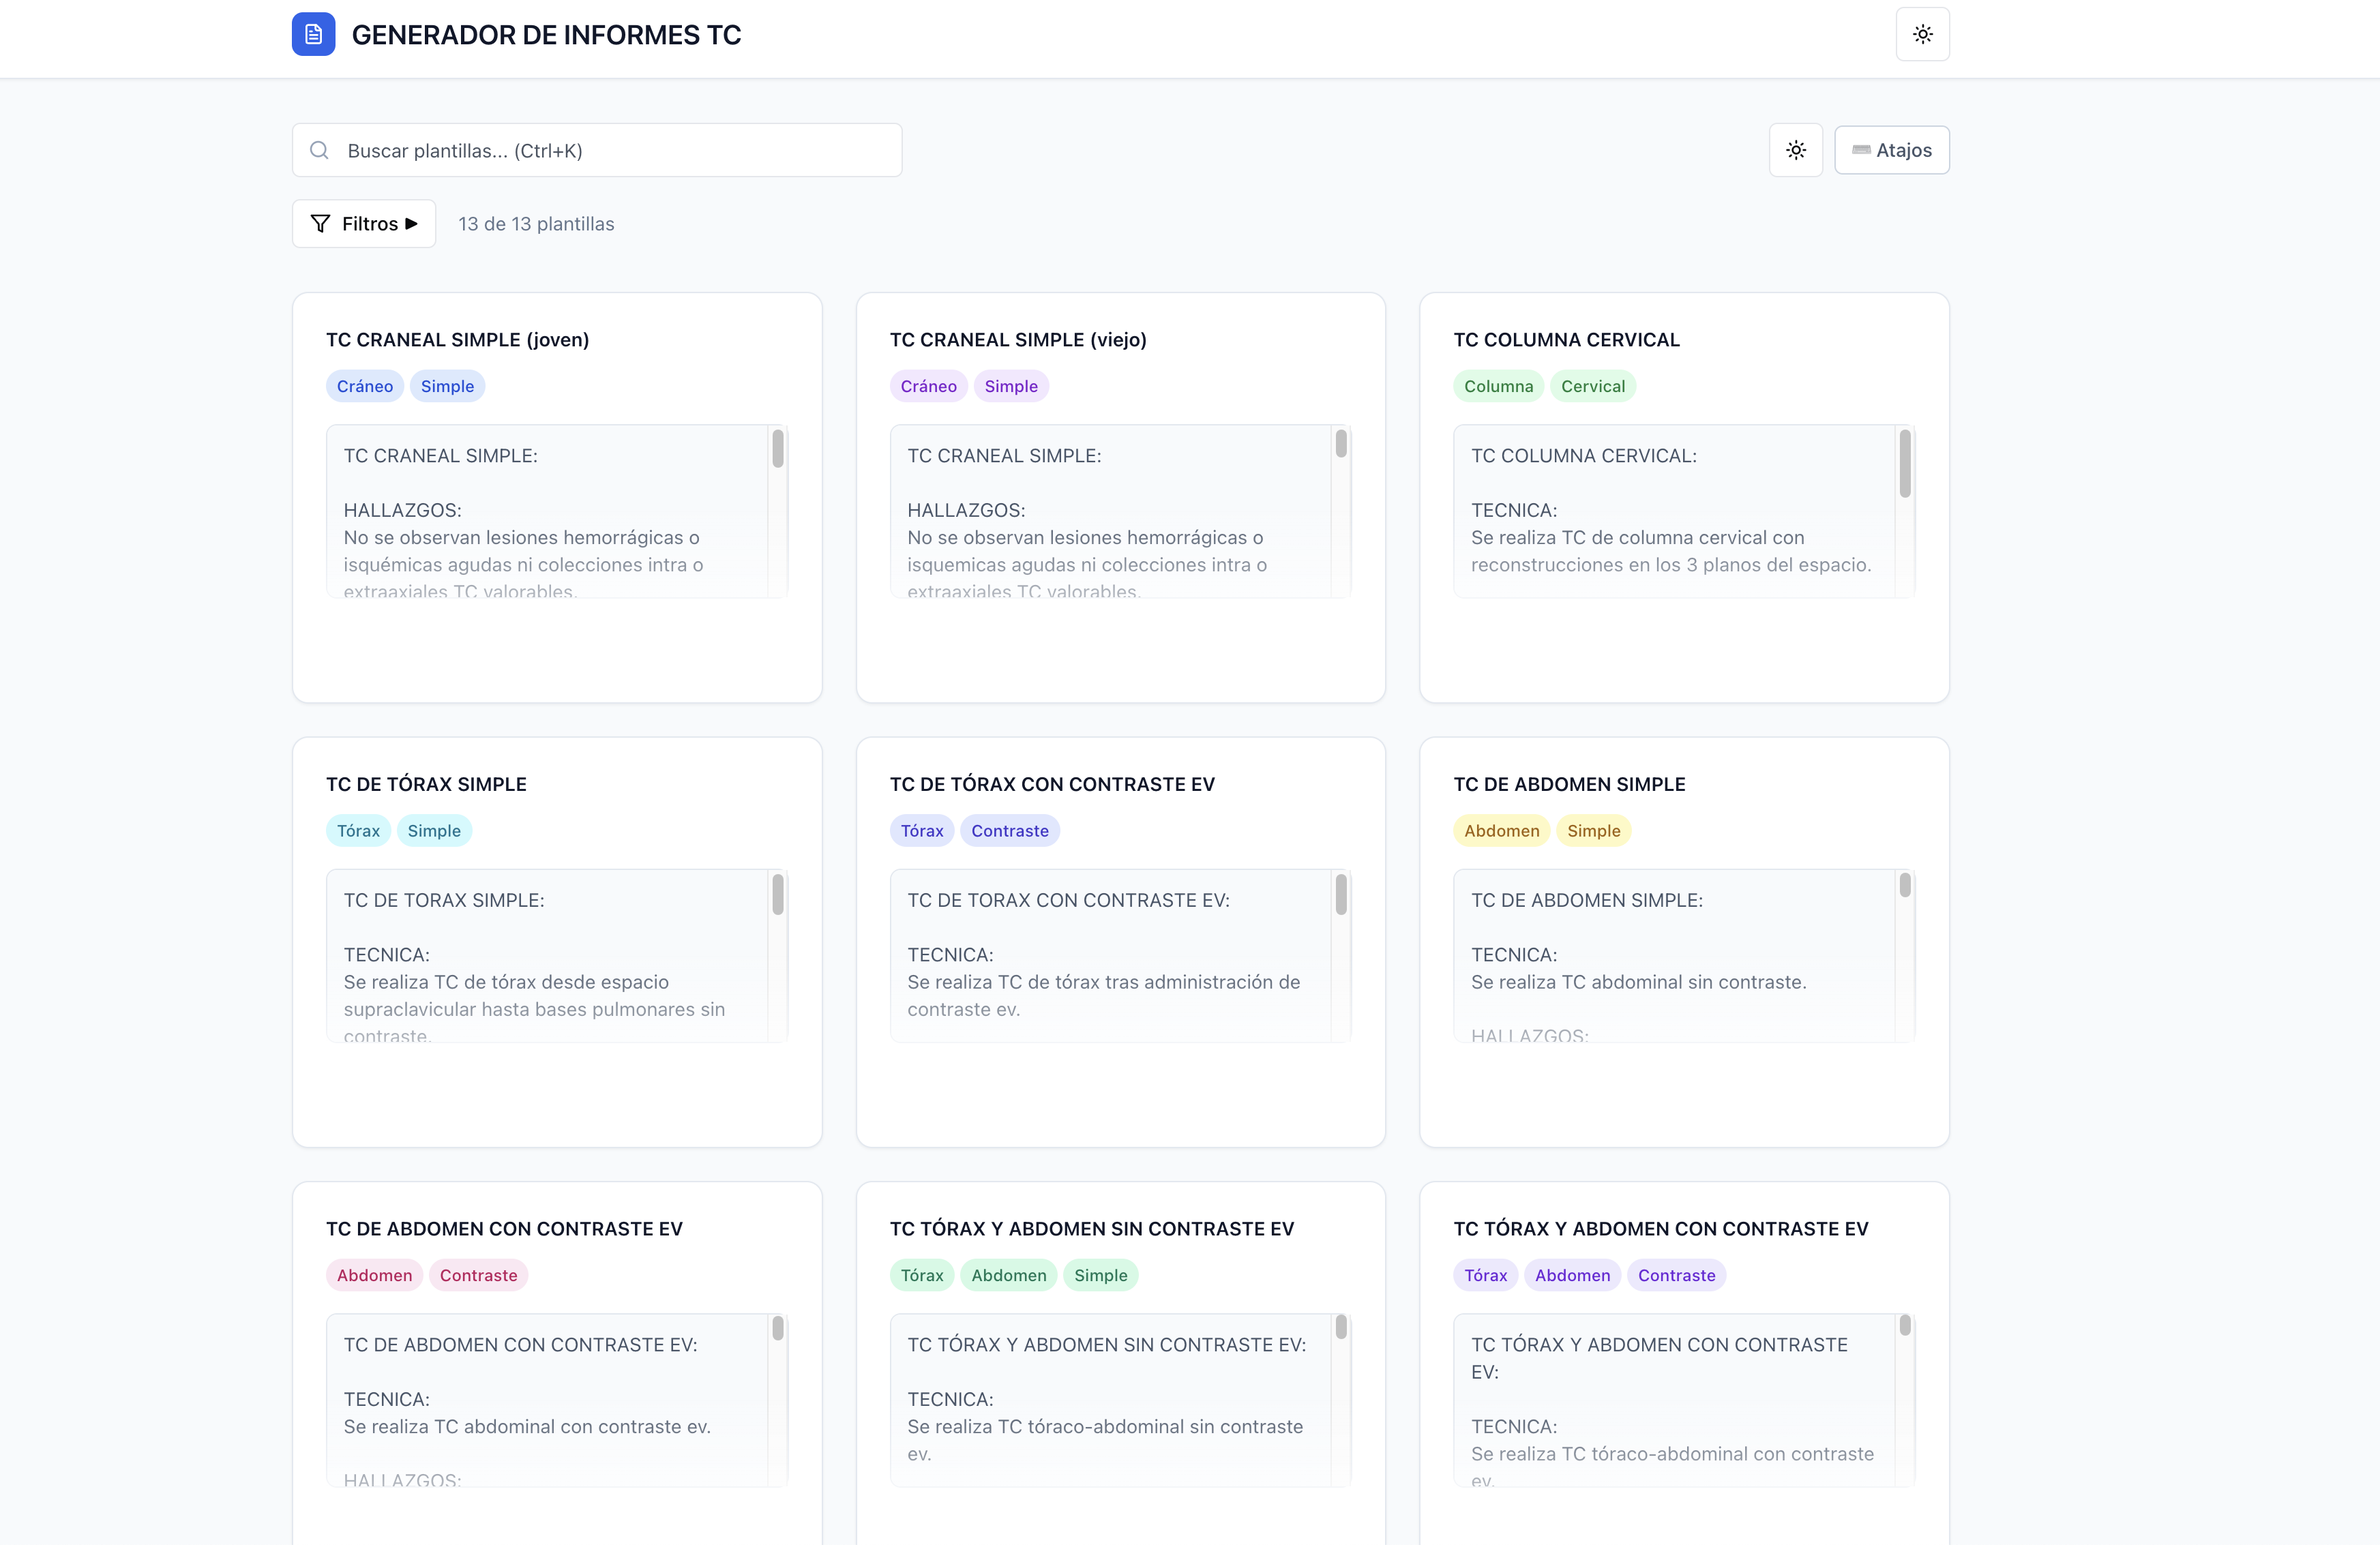 GENERADOR DE INFORMES TC
Buscar plantillas... (Ctrl+K)
Atajos
Filtros ▶
13 de 13 plantillas
TC CRANEAL SIMPLE (joven)
Cráneo Simple
TC CRANEAL SIMPLE:
HALLAZGOS:
No se observan lesiones hemorrágicas o
isquémicas agudas ni colecciones intra o
extraaxiales TC valorables.
TC CRANEAL SIMPLE (viejo)
Cráneo Simple
TC CRANEAL SIMPLE:
HALLAZGOS:
No se observan lesiones hemorrágicas o
isquemicas agudas ni colecciones intra o
extraaxiales TC valorables.
TC COLUMNA CERVICAL
Columna Cervical
TC COLUMNA CERVICAL:
TECNICA:
Se realiza TC de columna cervical con
reconstrucciones en los 3 planos del espacio.
TC DE TÓRAX SIMPLE
Tórax Simple
TC DE TORAX SIMPLE:
TECNICA:
Se realiza TC de tórax desde espacio
supraclavicular hasta bases pulmonares sin
contraste.
TC DE TÓRAX CON CONTRASTE EV
Tórax Contraste
TC DE TORAX CON CONTRASTE EV:
TECNICA:
Se realiza TC de tórax tras administración de
contraste ev.
TC DE ABDOMEN SIMPLE
Abdomen Simple
TC DE ABDOMEN SIMPLE:
TECNICA:
Se realiza TC abdominal sin contraste.
HALLAZGOS:
TC DE ABDOMEN CON CONTRASTE EV
Abdomen Contraste
TC DE ABDOMEN CON CONTRASTE EV:
TECNICA:
Se realiza TC abdominal con contraste ev.
HALLAZGOS:
TC TÓRAX Y ABDOMEN SIN CONTRASTE EV
Tórax Abdomen Simple
TC TÓRAX Y ABDOMEN SIN CONTRASTE EV:
TECNICA:
Se realiza TC tóraco-abdominal sin contraste
ev.
TC TÓRAX Y ABDOMEN CON CONTRASTE EV
Tórax Abdomen Contraste
TC TÓRAX Y ABDOMEN CON CONTRASTE
EV:
TECNICA:
Se realiza TC tóraco-abdominal con contraste
ev.